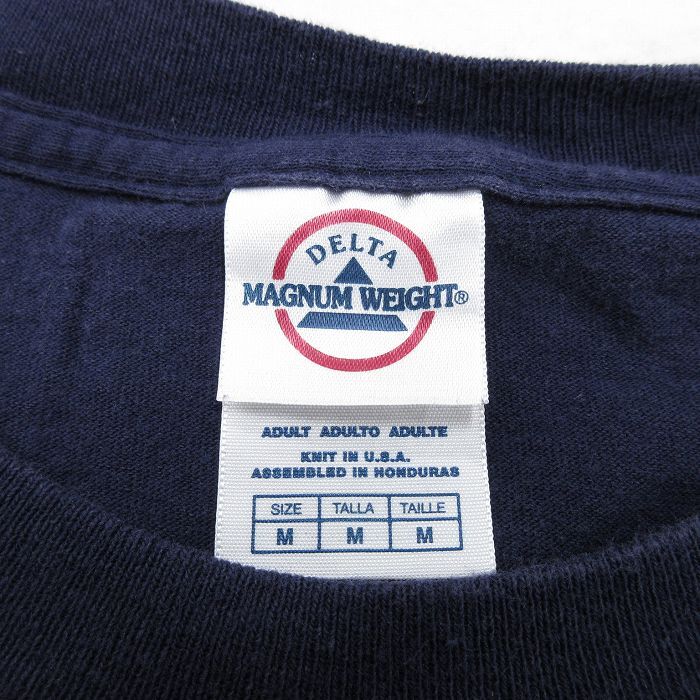 DELTA
MAGNUM WEIGHT®
ADULT ADULTO ADULTE
KNIT IN U.S.A.
ASSEMBLED IN HONDURAS
SIZE TALLA TAILLE
M M M